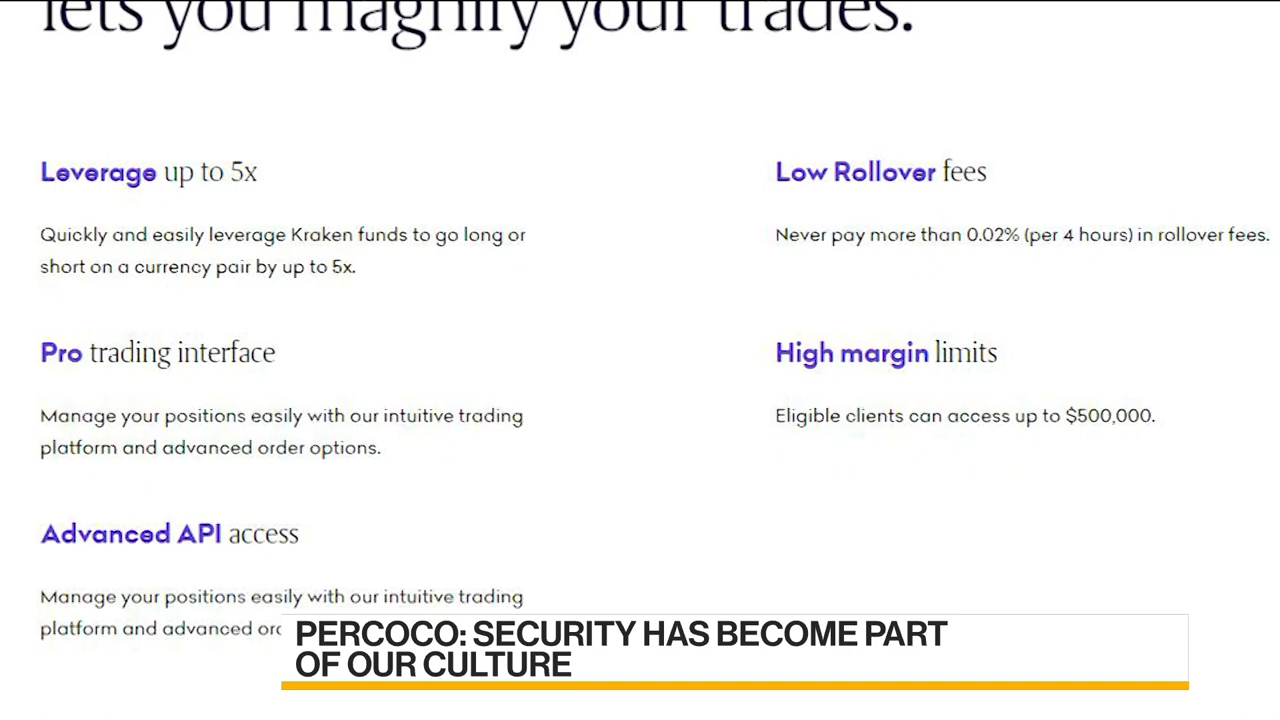 lets you magnify your trades.
Leverage up to 5x
Quickly and easily leverage Kraken funds to go long or
short on a currency pair by up to 5x.
Low Rollover fees
Never pay more than 0.02% (per 4 hours) in rollover fees.
Pro trading interface
Manage your positions easily with our intuitive trading
platform and advanced order options.
High margin limits
Eligible clients can access up to $500,000.
Advanced API access
Manage your positions easily with our intuitive trading
platform and advanced
PERCOCO: SECURITY HAS BECOME PART
OF OUR CULTURE